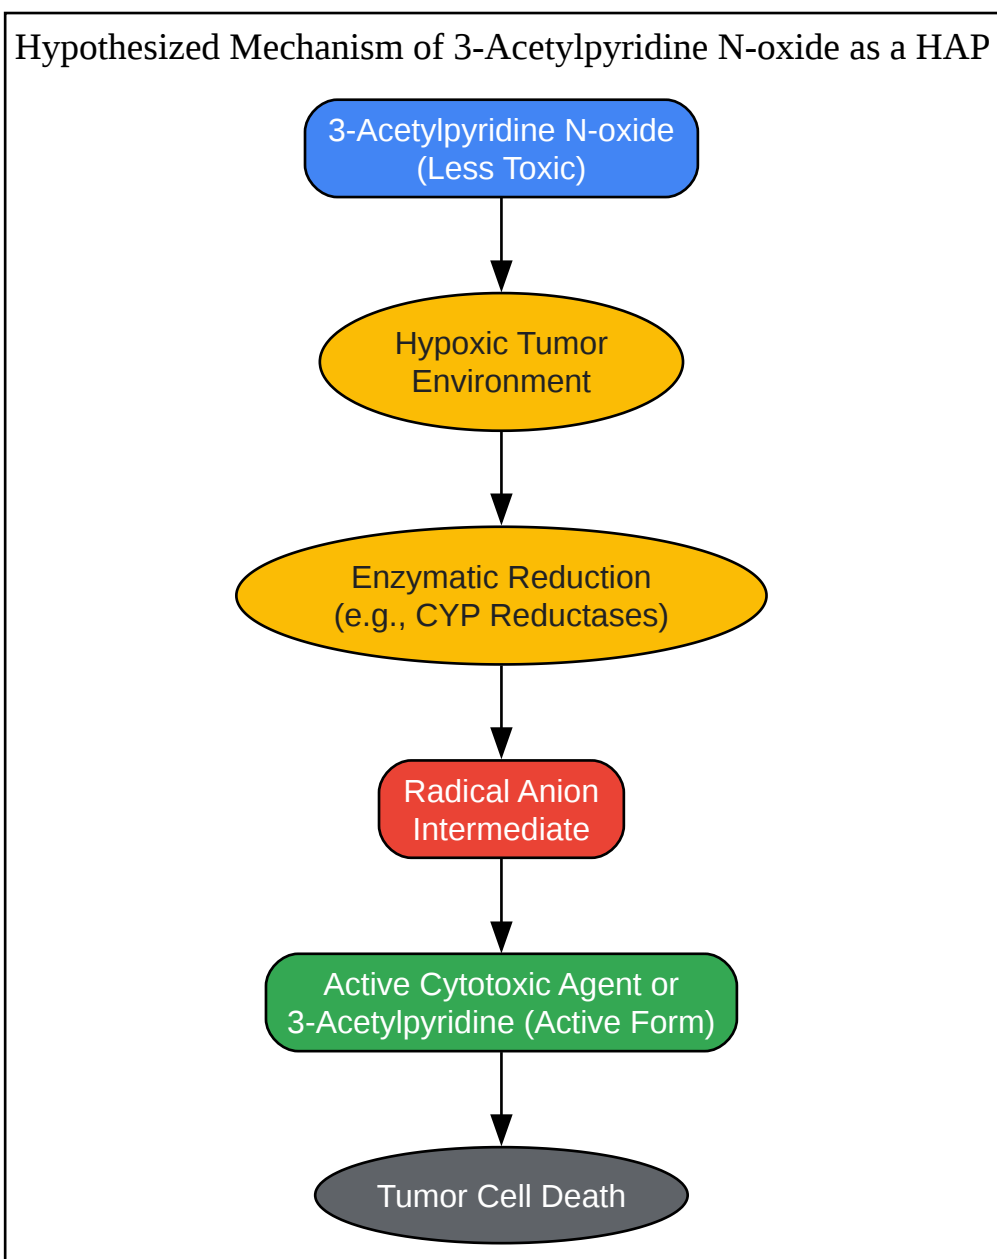 Hypothesized Mechanism of 3-Acetylpyridine N-oxide as a HAP
3-Acetylpyridine N-oxide
(Less Toxic)
Hypoxic Tumor
Environment
Enzymatic Reduction
(e.g., CYP Reductases)
Radical Anion
Intermediate
Active Cytotoxic Agent or
3-Acetylpyridine (Active Form)
Tumor Cell Death